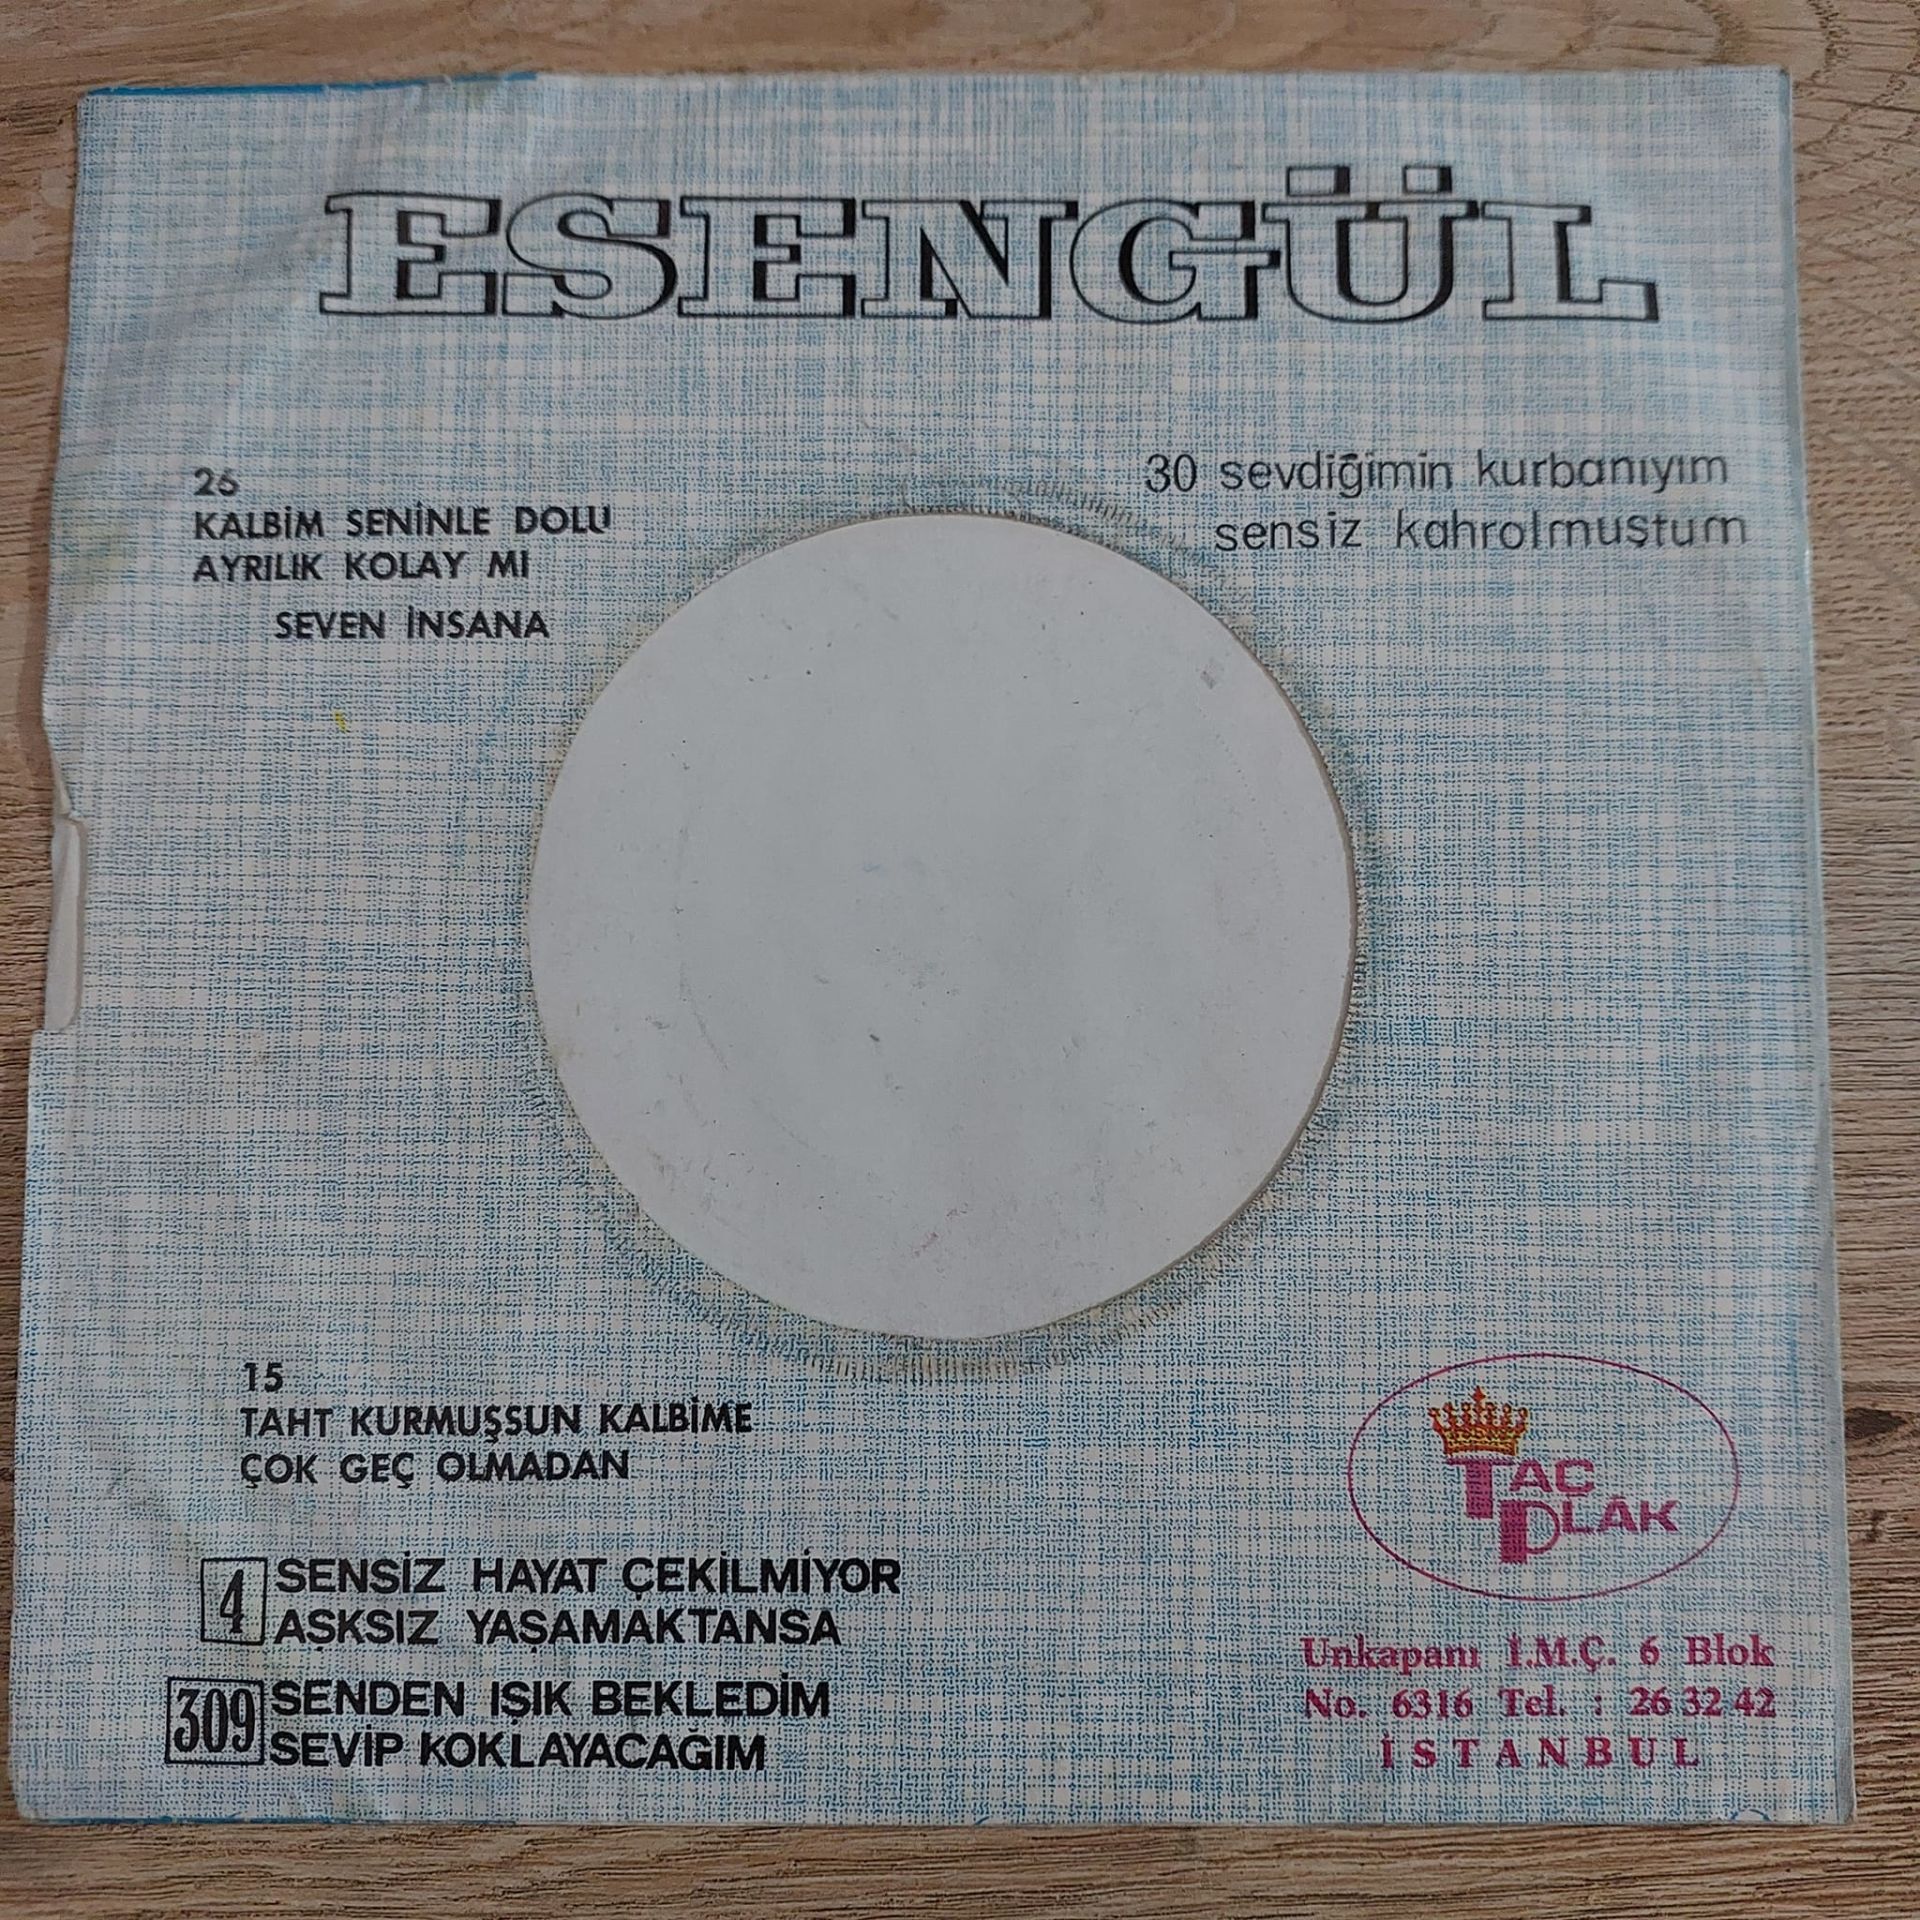 ESENGÜL
26
KALBİM SENİNLE DOLU
AYRILIK KOLAY MI
SEVEN İNSANA
30 sevdiğimin kurbanıyım
sensiz kahrolmuştum
15
TAHT KURMUŞSUN KALBİME
ÇOK GEÇ OLMADAN
4 SENSİZ HAYAT ÇEKİLMİYOR
AŞKSIZ YAŞAMAKTANSA
309 SENDEN IŞIK BEKLEDİM
SEVİP KOKLAYACAĞIM
TAC
PLAK
Unkapanı İ.M.Ç. 6 Blok
No. 6316 Tel. : 26 32 42
İSTANBUL